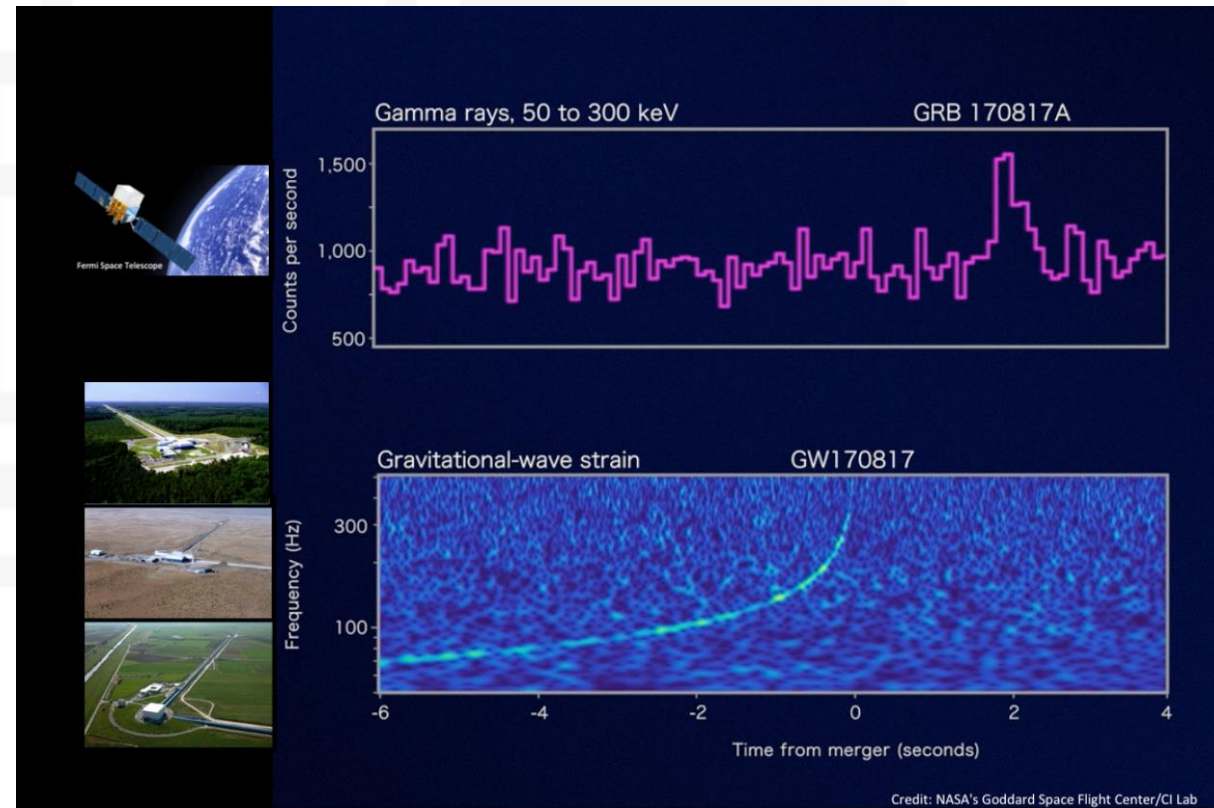 Gamma rays, 50 to 300 keV GRB 170817A
1,500
1,000
500
Counts per second
Fermi Space Telescope
Gravitational-wave strain GW170817
300
100
Frequency (Hz)
-6 -4 -2 0 2 4
Time from merger (seconds)
Credit: NASA's Goddard Space Flight Center/CI Lab